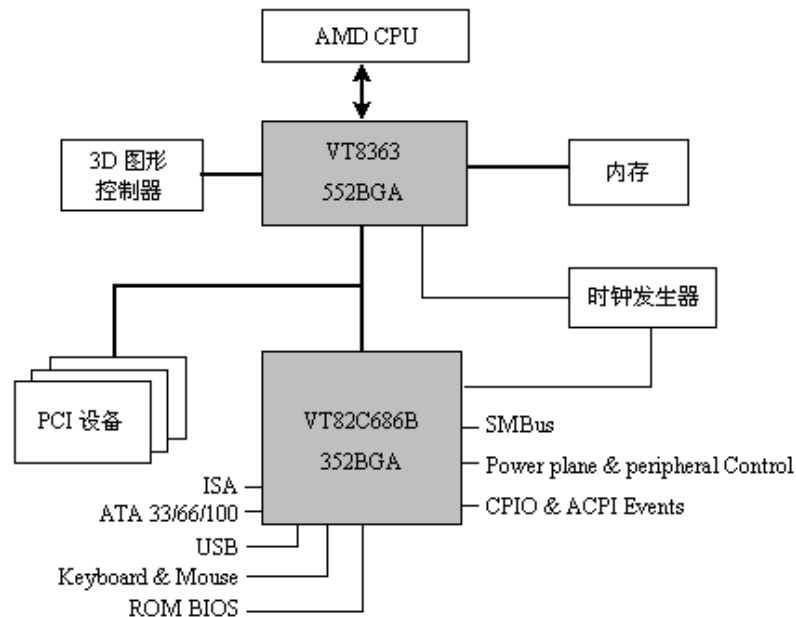 AMD CPU
3D 图形
控制器
VT8363
552BGA
内存
时钟发生器
PCI 设备
VT82C686B
352BGA
SMBus
Power plane & peripheral Control
CPIO & ACPI Events
ISA
ATA 33/66/100
USB
Keyboard & Mouse
ROM BIOS